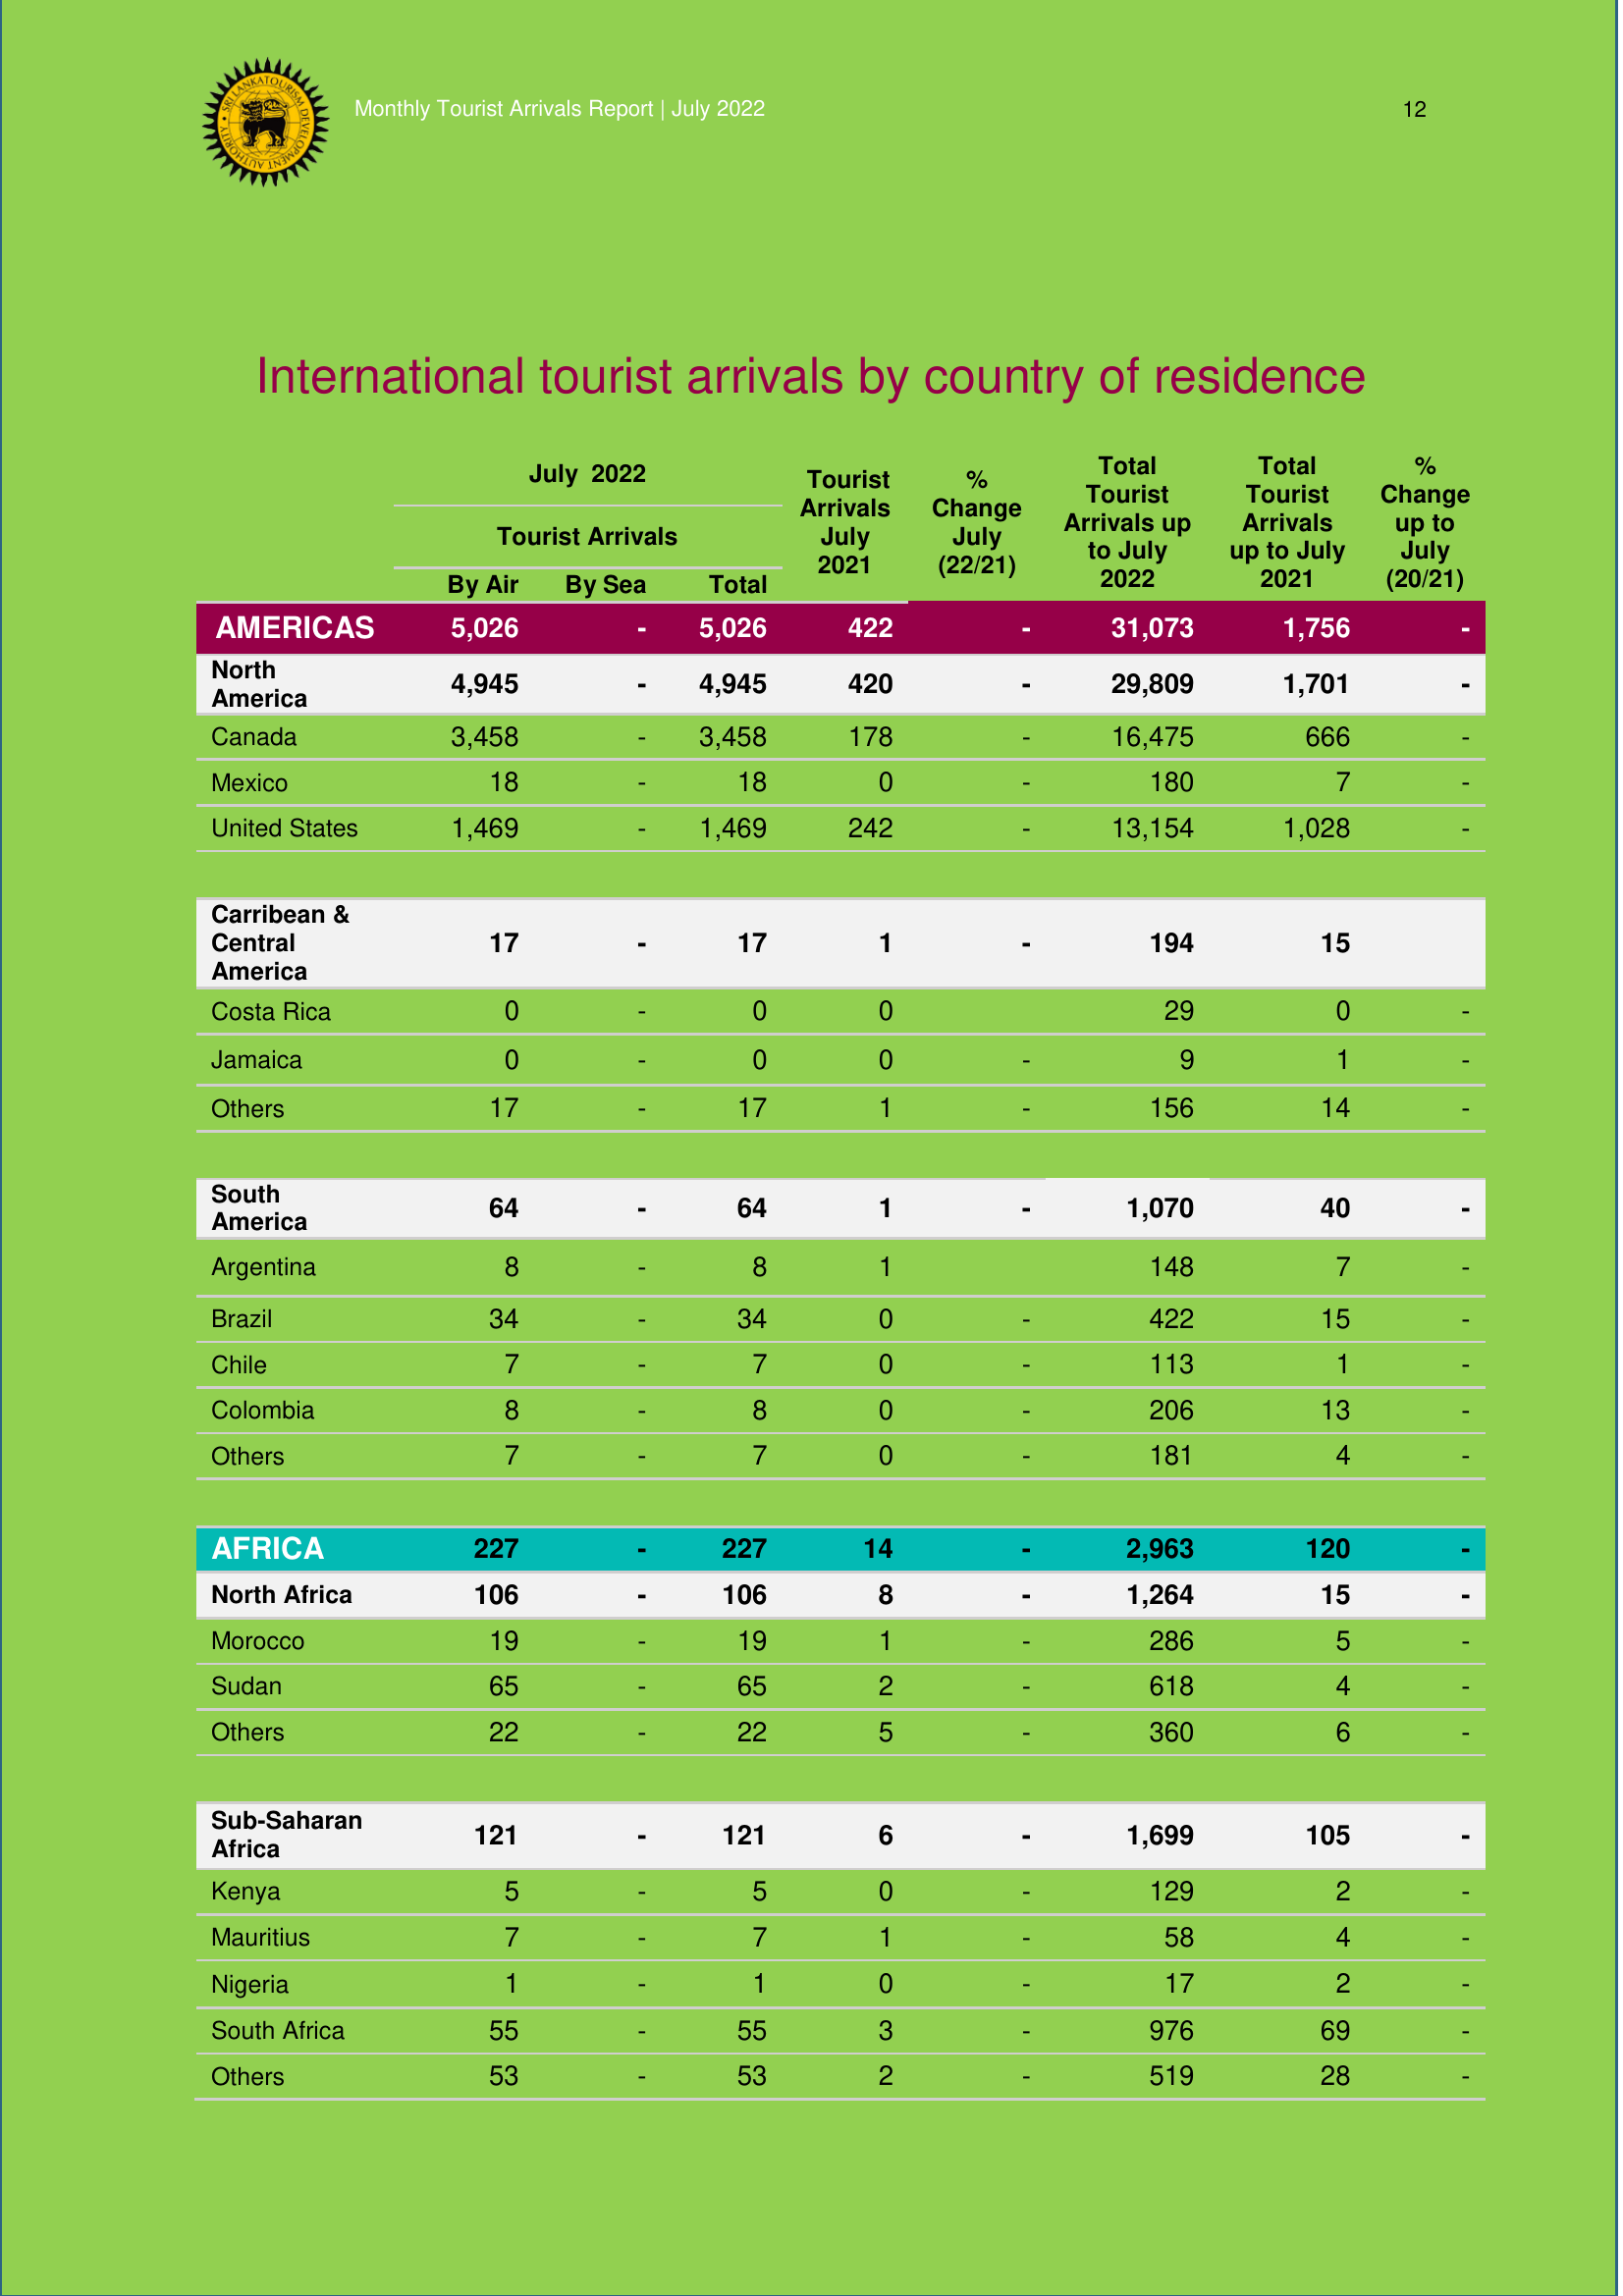 SRI LANKA TOURISM DEVELOPMENT AUTHORITY
Monthly Tourist Arrivals Report | July 2022
12
International tourist arrivals by country of residence
July 2022
Tourist Arrivals
By Air By Sea Total
Tourist
Arrivals
July
2021
%
Change
July
(22/21)
Total
Tourist
Arrivals up
to July
2022
Total
Tourist
Arrivals
up to July
2021
%
Change
up to
July
(20/21)
AMERICAS 5,026 - 5,026 422 - 31,073 1,756 -
North
America 4,945 - 4,945 420 - 29,809 1,701 -
Canada 3,458 - 3,458 178 - 16,475 666 -
Mexico 18 - 18 0 - 180 7 -
United States 1,469 - 1,469 242 - 13,154 1,028 -
Carribean &
Central
America 17 - 17 1 - 194 15
Costa Rica 0 - 0 0 29 0 -
Jamaica 0 - 0 0 - 9 1 -
Others 17 - 17 1 - 156 14 -
South
America 64 - 64 1 - 1,070 40 -
Argentina 8 - 8 1 148 7 -
Brazil 34 - 34 0 - 422 15 -
Chile 7 - 7 0 - 113 1 -
Colombia 8 - 8 0 - 206 13 -
Others 7 - 7 0 - 181 4 -
AFRICA 227 - 227 14 - 2,963 120 -
North Africa 106 - 106 8 - 1,264 15 -
Morocco 19 - 19 1 - 286 5 -
Sudan 65 - 65 2 - 618 4 -
Others 22 - 22 5 - 360 6 -
Sub-Saharan
Africa 121 - 121 6 - 1,699 105 -
Kenya 5 - 5 0 - 129 2 -
Mauritius 7 - 7 1 - 58 4 -
Nigeria 1 - 1 0 - 17 2 -
South Africa 55 - 55 3 - 976 69 -
Others 53 - 53 2 - 519 28 -